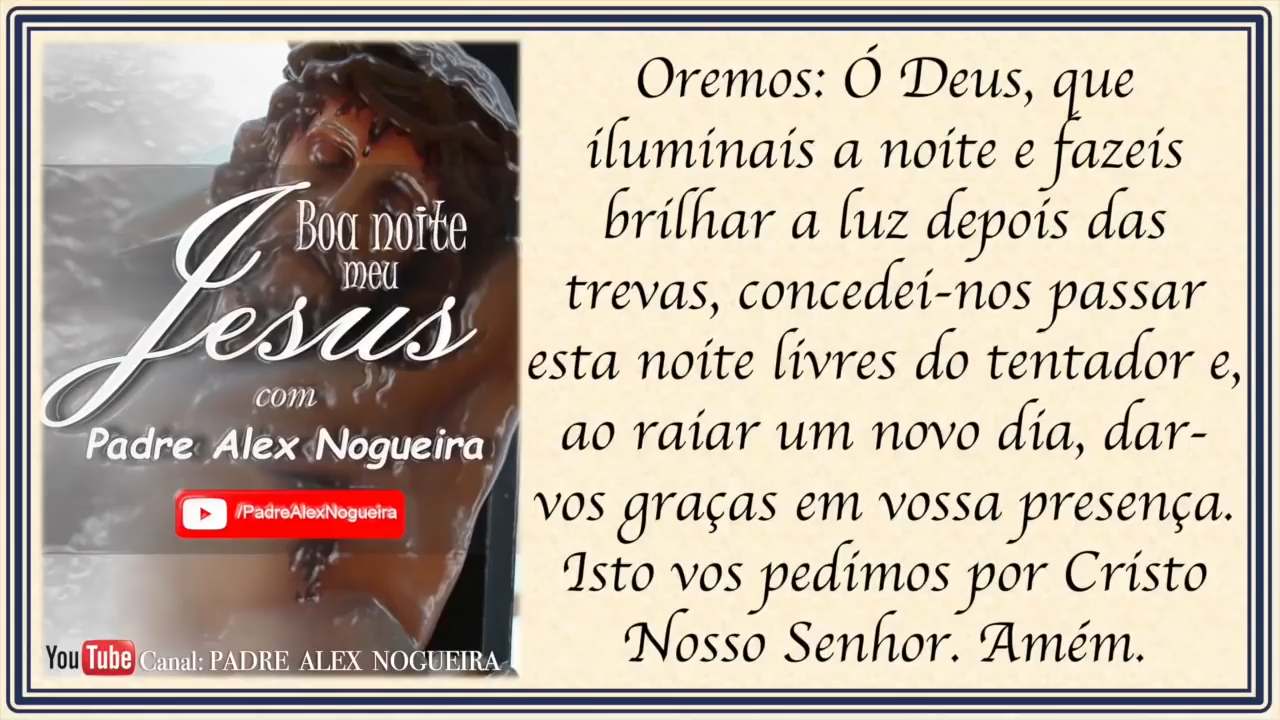 Boa noite
meu
Jesus
com
Padre Alex Nogueira
/PadreAlexNogueira
YouTube Canal: PADRE ALEX NOGUEIRA
Oremos: Ó Deus, que
iluminais a noite e fazeis
brilhar a luz depois das
trevas, concedei-nos passar
esta noite livres do tentador e,
ao raiar um novo dia, dar-
vos graças em vossa presença.
Isto vos pedimos por Cristo
Nosso Senhor. Amém.